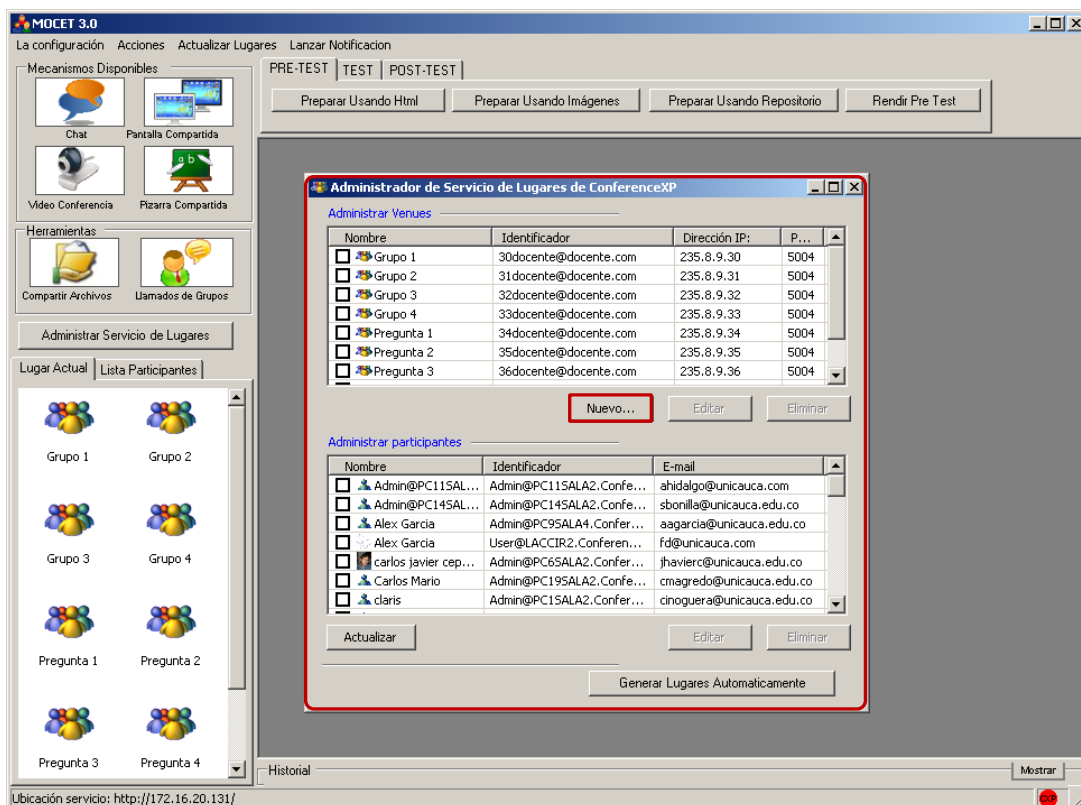 MOCET 3.0
La configuración Acciones Actualizar Lugares Lanzar Notificacion
Mecanismos Disponibles
Chat Pantalla Compartida
Video Conferencia Pizarra Compartida
Herramientas
Compartir Archivos Llamados de Grupos
Administrar Servicio de Lugares
Lugar Actual Lista Participantes
Grupo 1 Grupo 2
Grupo 3 Grupo 4
Pregunta 1 Pregunta 2
Pregunta 3 Pregunta 4
PRE-TEST TEST POST-TEST
Preparar Usando Html Preparar Usando Imágenes Preparar Usando Repositorio Rendir Pre Test
Administrador de Servicio de Lugares de ConferenceXP
Administrar Venues
Nombre Identificador Dirección IP: P...
Grupo 1 30docente@docente.com 235.8.9.30 5004
Grupo 2 31docente@docente.com 235.8.9.31 5004
Grupo 3 32docente@docente.com 235.8.9.32 5004
Grupo 4 33docente@docente.com 235.8.9.33 5004
Pregunta 1 34docente@docente.com 235.8.9.34 5004
Pregunta 2 35docente@docente.com 235.8.9.35 5004
Pregunta 3 36docente@docente.com 235.8.9.36 5004
Nuevo... Editar Eliminar
Administrar participantes
Nombre Identificador E-mail
Admin@PC11SAL... Admin@PC11SALA2.Confe... ahidalgo@unicauca.com
Admin@PC14SAL... Admin@PC14SALA2.Confe... sbonilla@unicauca.edu.co
Alex Garcia Admin@PC9SALA4.Confer... aagarcia@unicauca.edu.co
Alex Garcia User@LACCIR2.Conferen... fd@unicauca.com
carlos javier cep... Admin@PC6SALA2.Confer... jhavierc@unicauca.edu.co
Carlos Mario Admin@PC19SALA2.Confe... cmagredo@unicauca.edu.co
claris Admin@PC1SALA2.Confer... cinoguera@unicauca.edu.co
Actualizar Editar Eliminar
Generar Lugares Automaticamente
Historial Mostrar
Ubicación servicio: http://172.16.20.131/ CXP